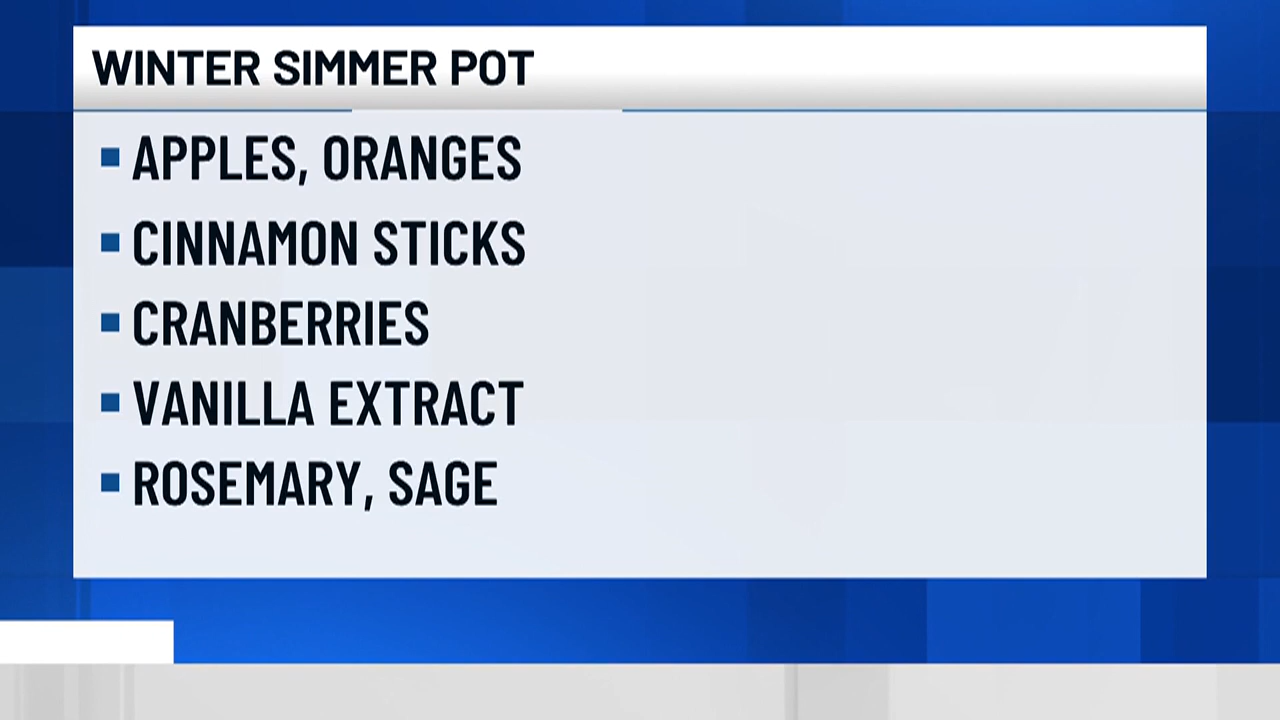 WINTER SIMMER POT
APPLES, ORANGES
CINNAMON STICKS
CRANBERRIES
VANILLA EXTRACT
ROSEMARY, SAGE